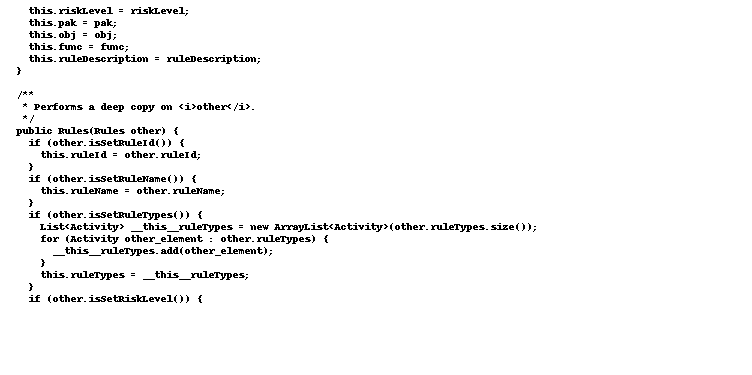 this.riskLevel = riskLevel;
this.pak = pak;
this.obj = obj;
this.func = func;
this.ruleDescription = ruleDescription;
}
/**
* Performs a deep copy on <i>other</i>.
*/
public Rules(Rules other) {
if (other.isSetRuleId()) {
this.ruleId = other.ruleId;
}
if (other.isSetRuleName()) {
this.ruleName = other.ruleName;
}
if (other.isSetRuleTypes()) {
List<Activity> __this__ruleTypes = new ArrayList<Activity>(other.ruleTypes.size());
for (Activity other_element : other.ruleTypes) {
__this__ruleTypes.add(other_element);
}
this.ruleTypes = __this__ruleTypes;
}
if (other.isSetRiskLevel()) {